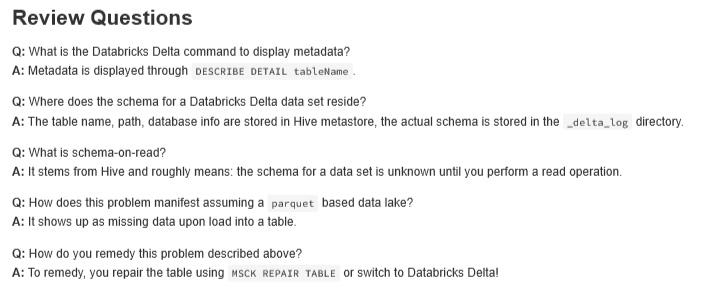 Review Questions
Q: What is the Databricks Delta command to display metadata?
A: Metadata is displayed through DESCRIBE DETAIL tableName .
Q: Where does the schema for a Databricks Delta data set reside?
A: The table name, path, database info are stored in Hive metastore, the actual schema is stored in the _delta_log directory.
Q: What is schema-on-read?
A: It stems from Hive and roughly means: the schema for a data set is unknown until you perform a read operation.
Q: How does this problem manifest assuming a parquet based data lake?
A: It shows up as missing data upon load into a table.
Q: How do you remedy this problem described above?
A: To remedy, you repair the table using MSCK REPAIR TABLE or switch to Databricks Delta!